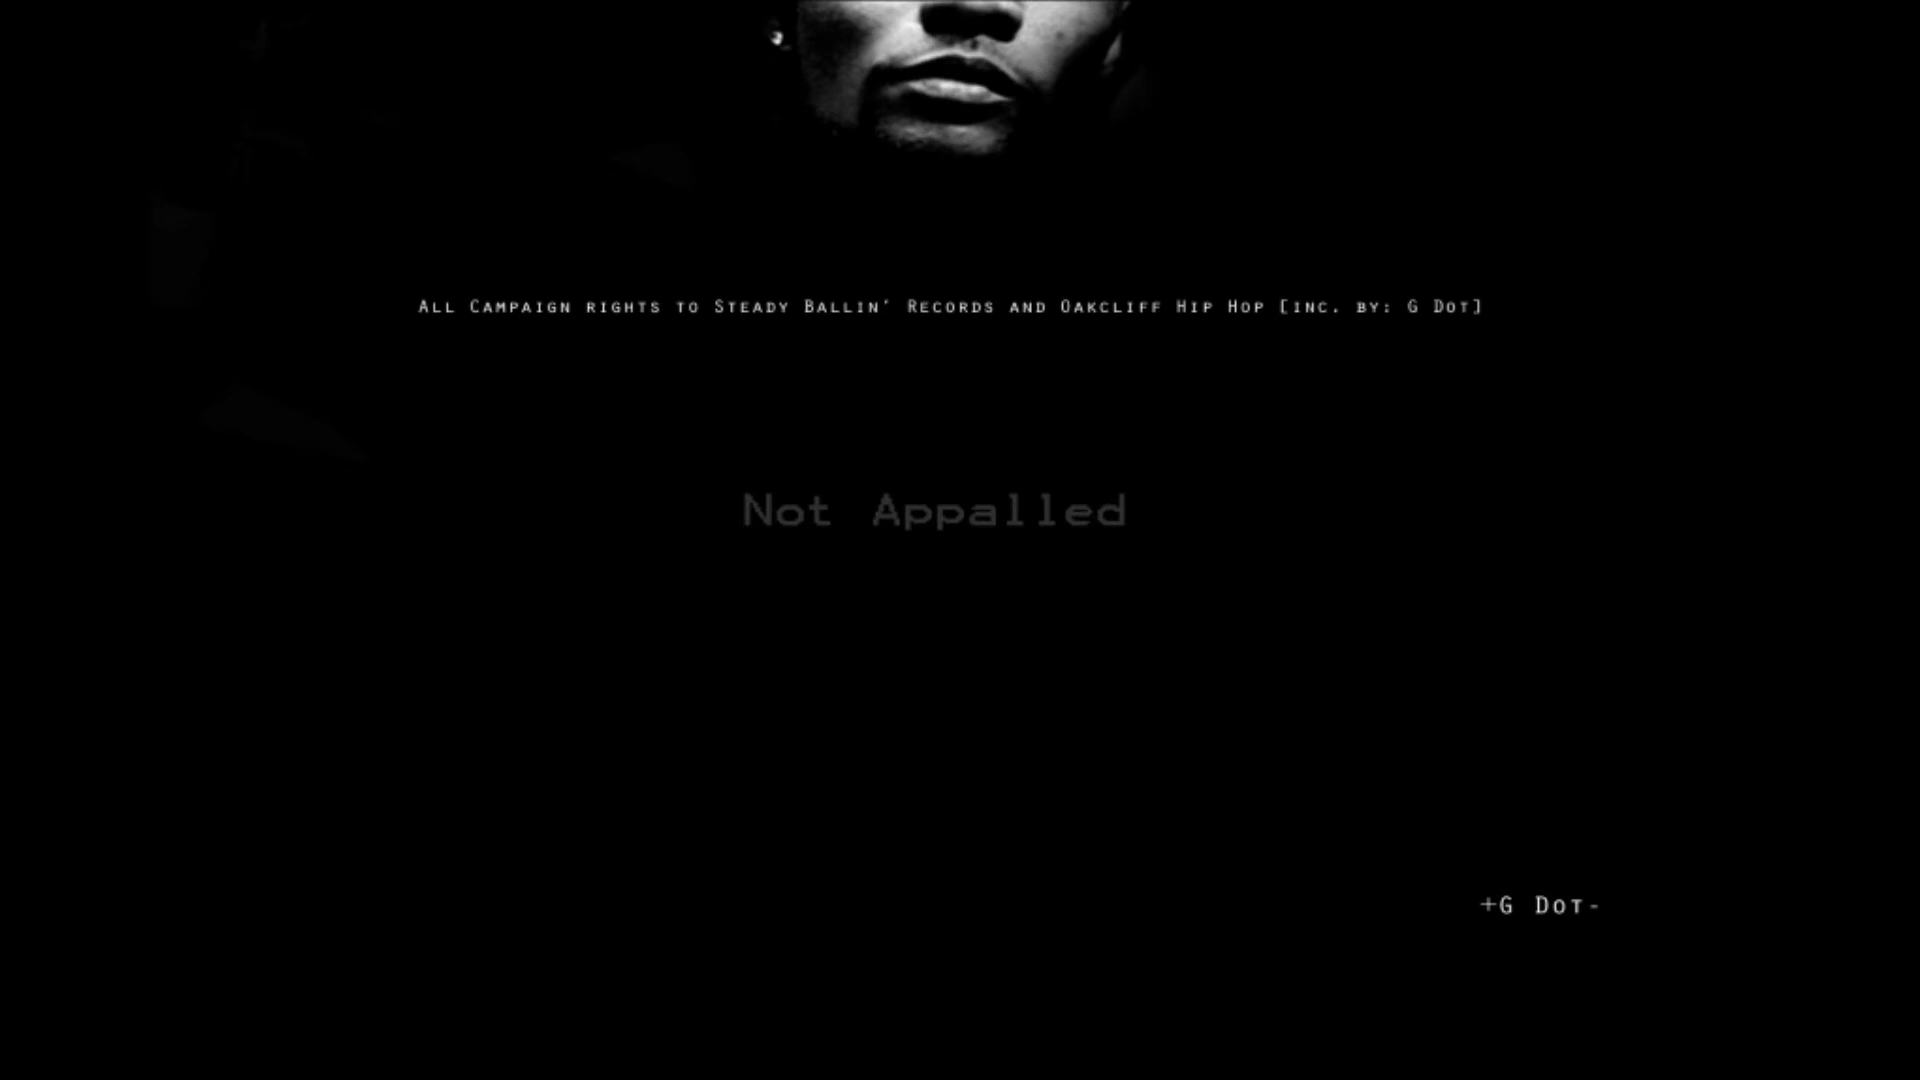 All Campaign rights to Steady Ballin' Records and Oakcliff Hip Hop [inc. by: G Dot]
Not Appalled
+G Dot-